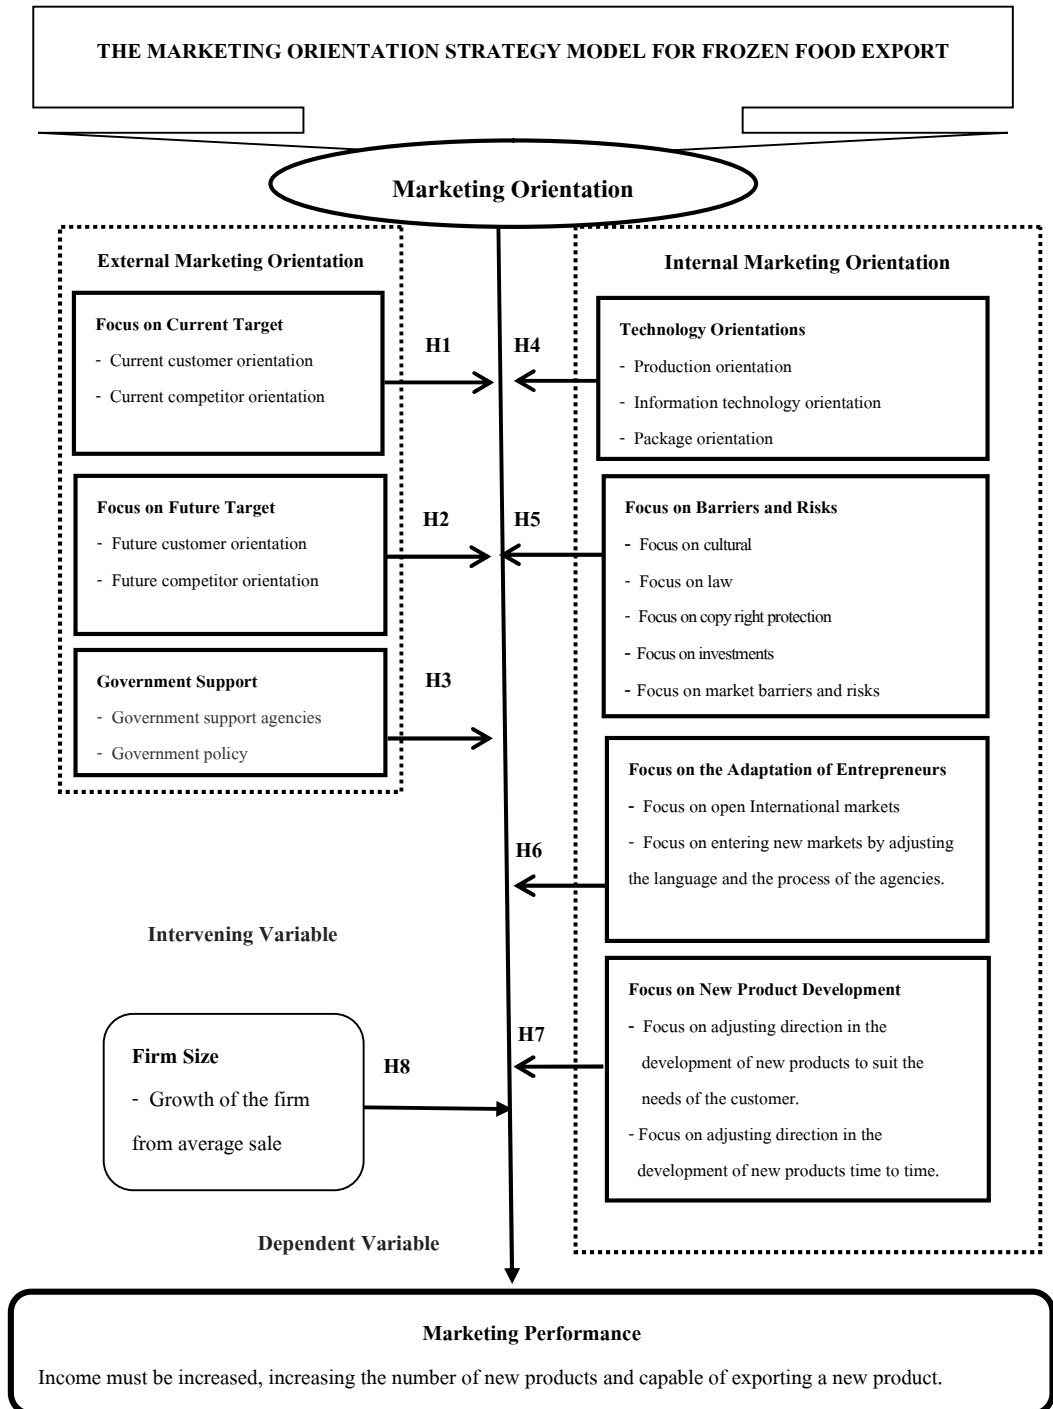 THE MARKETING ORIENTATION STRATEGY MODEL FOR FROZEN FOOD EXPORT
Marketing Orientation
External Marketing Orientation
Focus on Current Target
- Current customer orientation
- Current competitor orientation
H1
Focus on Future Target
- Future customer orientation
- Future competitor orientation
H2
Government Support
- Government support agencies
- Government policy
H3
Internal Marketing Orientation
H4
Technology Orientations
- Production orientation
- Information technology orientation
- Package orientation
H5
Focus on Barriers and Risks
- Focus on cultural
- Focus on law
- Focus on copy right protection
- Focus on investments
- Focus on market barriers and risks
H6
Focus on the Adaptation of Entrepreneurs
- Focus on open International markets
- Focus on entering new markets by adjusting
the language and the process of the agencies.
H7
Focus on New Product Development
- Focus on adjusting direction in the
development of new products to suit the
needs of the customer.
- Focus on adjusting direction in the
development of new products time to time.
Intervening Variable
Firm Size
- Growth of the firm
from average sale
H8
Dependent Variable
Marketing Performance
Income must be increased, increasing the number of new products and capable of exporting a new product.